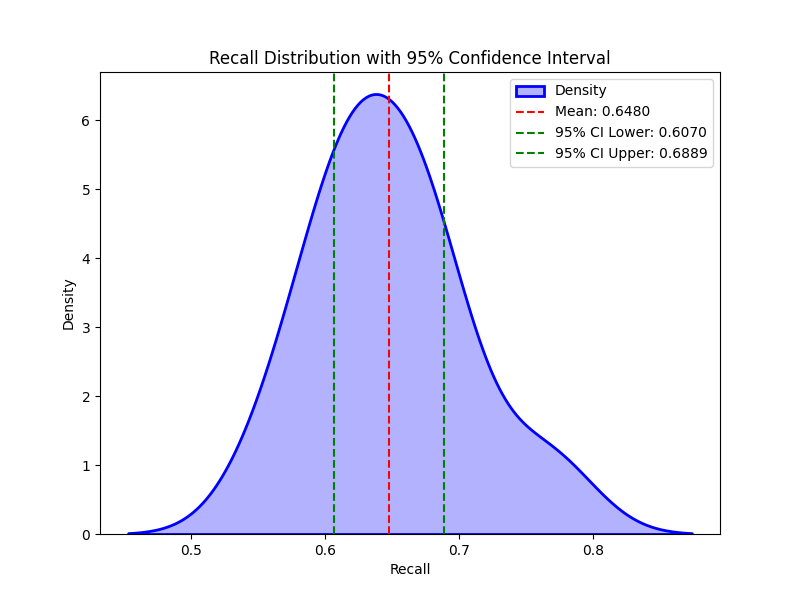 Recall Distribution with 95% Confidence Interval
Density
Mean: 0.6480
95% CI Lower: 0.6070
95% CI Upper: 0.6889
6
5
4
3
2
1
0
Density
0.5 0.6 0.7 0.8
Recall